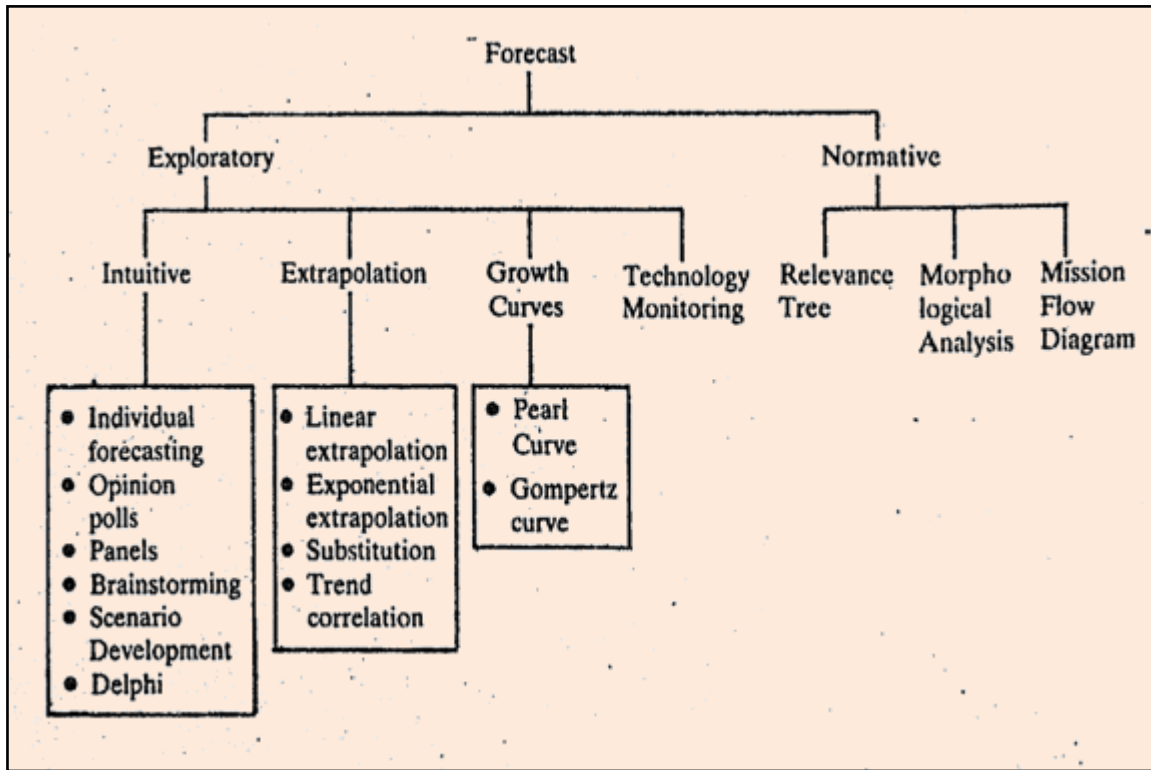 Forecast
Exploratory
Normative
Intuitive
Extrapolation
Growth
Curves
Technology
Monitoring
Relevance
Tree
Morpho
logical
Analysis
Mission
Flow
Diagram
• Individual
forecasting
• Opinion
polls
• Panels
• Brainstorming
• Scenario
Development
• Delphi
• Linear
extrapolation
• Exponential
extrapolation
• Substitution
• Trend
correlation
• Pearl
Curve
• Gompertz
curve